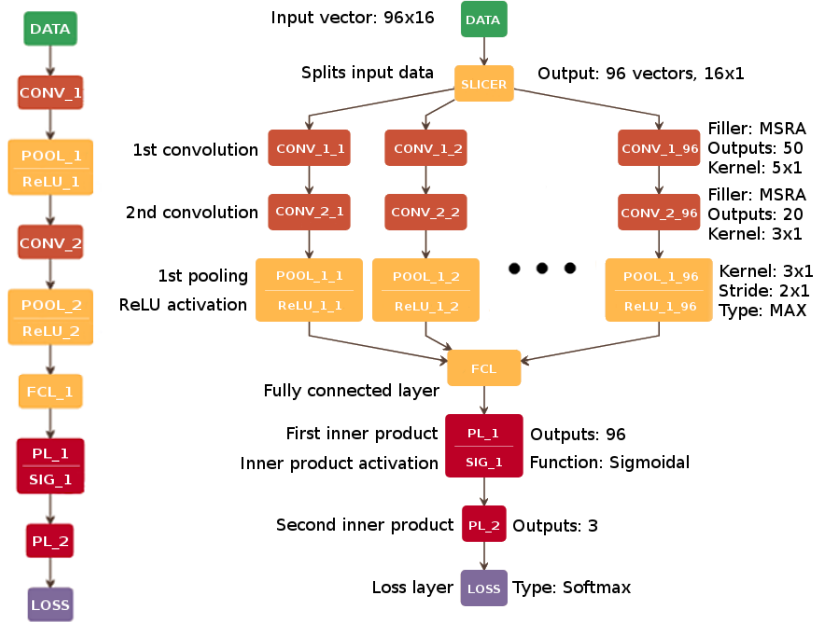 DATA
CONV_1
POOL_1
ReLU_1
CONV_2
POOL_2
ReLU_2
FCL_1
PL_1
SIG_1
PL_2
LOSS
Input vector: 96x16
DATA
Splits input data
SLICER
Output: 96 vectors, 16x1
1st convolution
CONV_1_1
CONV_1_2
CONV_1_96
Filler: MSRA
Outputs: 50
Kernel: 5x1
2nd convolution
CONV_2_1
CONV_2_2
CONV_2_96
Filler: MSRA
Outputs: 20
Kernel: 3x1
1st pooling
ReLU activation
POOL_1_1
ReLU_1_1
POOL_1_2
ReLU_1_2
POOL_1_96
ReLU_1_96
Kernel: 3x1
Stride: 2x1
Type: MAX
FCL
Fully connected layer
First inner product
PL_1
Outputs: 96
Inner product activation
SIG_1
Function: Sigmoidal
Second inner product
PL_2
Outputs: 3
Loss layer
LOSS
Type: Softmax